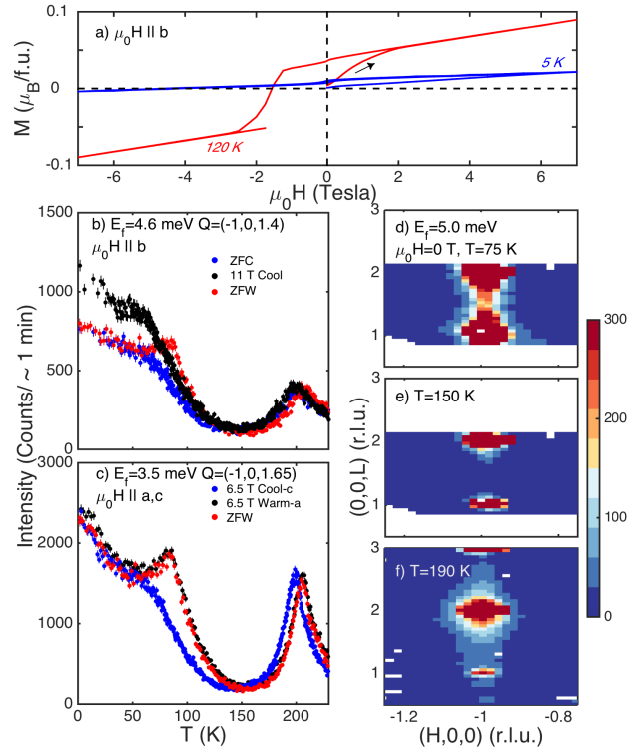 a) μ0H || b
M (μB/f.u.)
0.1
0
-0.1
5 K
120 K
-6 -4 -2 0 2 4 6
μ0H (Tesla)
b) Ef=4.6 meV Q=(-1,0,1.4)
μ0H || b
ZFC
11 T Cool
ZFW
1500
1000
500
0
c) Ef=3.5 meV Q=(-1,0,1.65)
μ0H || a,c
6.5 T Cool-c
6.5 T Warm-a
ZFW
3000
2000
1000
0
Intensity (Counts/ ~ 1 min)
0 50 100 150 200
T (K)
d) Ef=5.0 meV
μ0H=0 T, T=75 K
3
2
1
e) T=150 K
3
2
1
f) T=190 K
3
2
1
(0,0,L) (r.l.u.)
-1.2 -1 -0.8
(H,0,0) (r.l.u.)
300
200
100
0